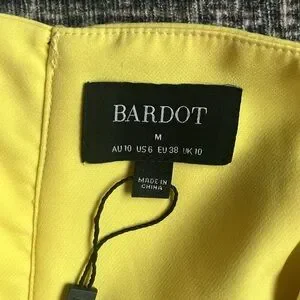 BARDOT
M
AU 10 US 6 EU 38 UK 10
MADE IN
CHINA